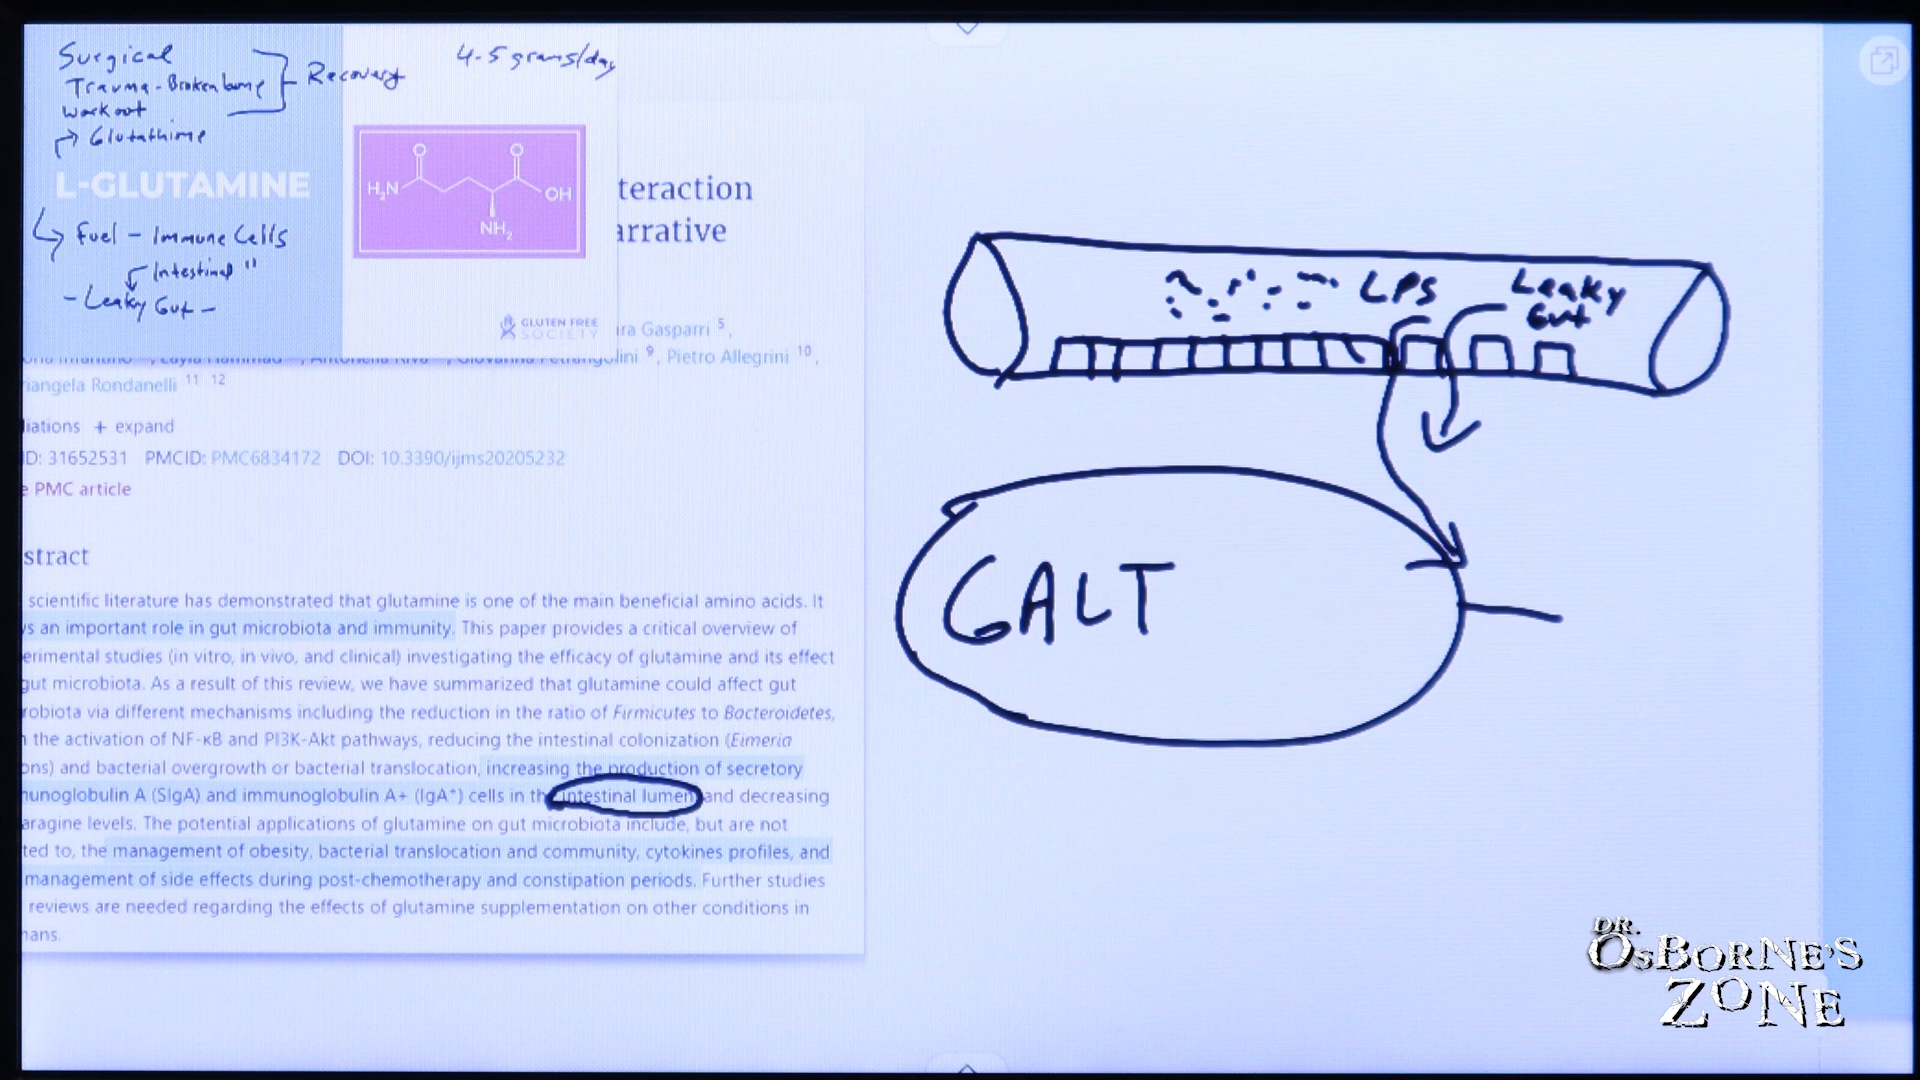 Surgical
Trauma - Broken bone
Workout
Recovery
4-5 grams/day
Glutathione
L-GLUTAMINE
Fuel - Immune Cells
Intestinal "
- Leaky Gut -
O
O
H₂N
OH
NH₂
GLUTEN FREE
SOCIETY
teraction
arrative
ira Gasparri 5,
olini 9, Pietro Allegrini 10,
iangela Rondanelli 11 12
liations + expand
ID: 31652531 PMCID: PMC6834172 DOI: 10.3390/ijms20205232
e PMC article
stract
scientific literature has demonstrated that glutamine is one of the main beneficial amino acids. It
ys an important role in gut microbiota and immunity. This paper provides a critical overview of
erimental studies (in vitro, in vivo, and clinical) investigating the efficacy of glutamine and its effect
gut microbiota. As a result of this review, we have summarized that glutamine could affect gut
robiota via different mechanisms including the reduction in the ratio of Firmicutes to Bacteroidetes,
h the activation of NF-κB and PI3K-Akt pathways, reducing the intestinal colonization (Eimeria
ons) and bacterial overgrowth or bacterial translocation, increasing the production of secretory
unoglobulin A (SIgA) and immunoglobulin A+ (IgA+) cells in the intestinal lumen and decreasing
aragine levels. The potential applications of glutamine on gut microbiota include, but are not
ted to, the management of obesity, bacterial translocation and community, cytokines profiles, and
management of side effects during post-chemotherapy and constipation periods. Further studies
reviews are needed regarding the effects of glutamine supplementation on other conditions in
ans.
LPS
Leaky
Gut
GALT
DR.
OSBORNE'S
ZONE